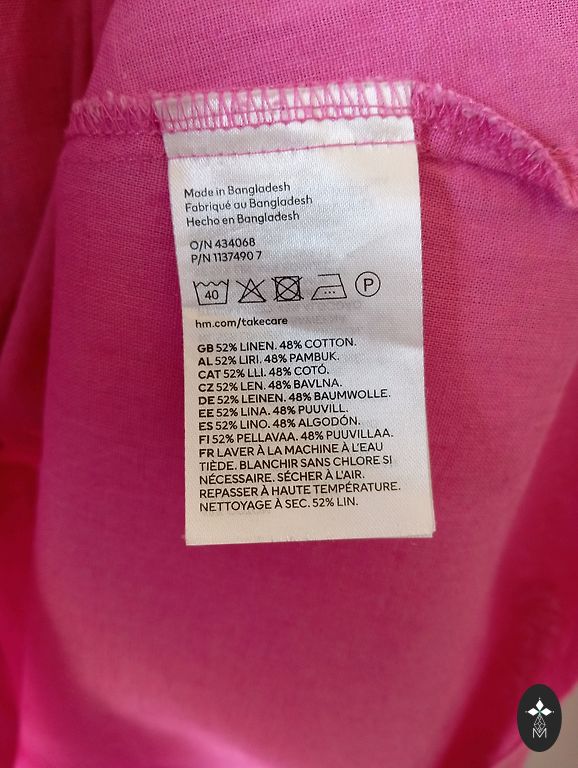 Made in Bangladesh
Fabriqué au Bangladesh
Hecho en Bangladesh
O/N 434068
P/N 1137490 7
40 P
hm.com/takecare
GB 52% LINEN. 48% COTTON.
AL 52% LIRI. 48% PAMBUK.
CAT 52% LLI. 48% COTÓ.
CZ 52% LEN. 48% BAVLNA.
DE 52% LEINEN. 48% BAUMWOLLE.
EE 52% LINA. 48% PUUVILL.
ES 52% LINO. 48% ALGODÓN.
FI 52% PELLAVAA. 48% PUUVILLAA.
FR LAVER À LA MACHINE À L'EAU
TIÈDE. BLANCHIR SANS CHLORE SI
NÉCESSAIRE. SÉCHER À L'AIR.
REPASSER À HAUTE TEMPÉRATURE.
NETTOYAGE À SEC. 52% LIN.
M